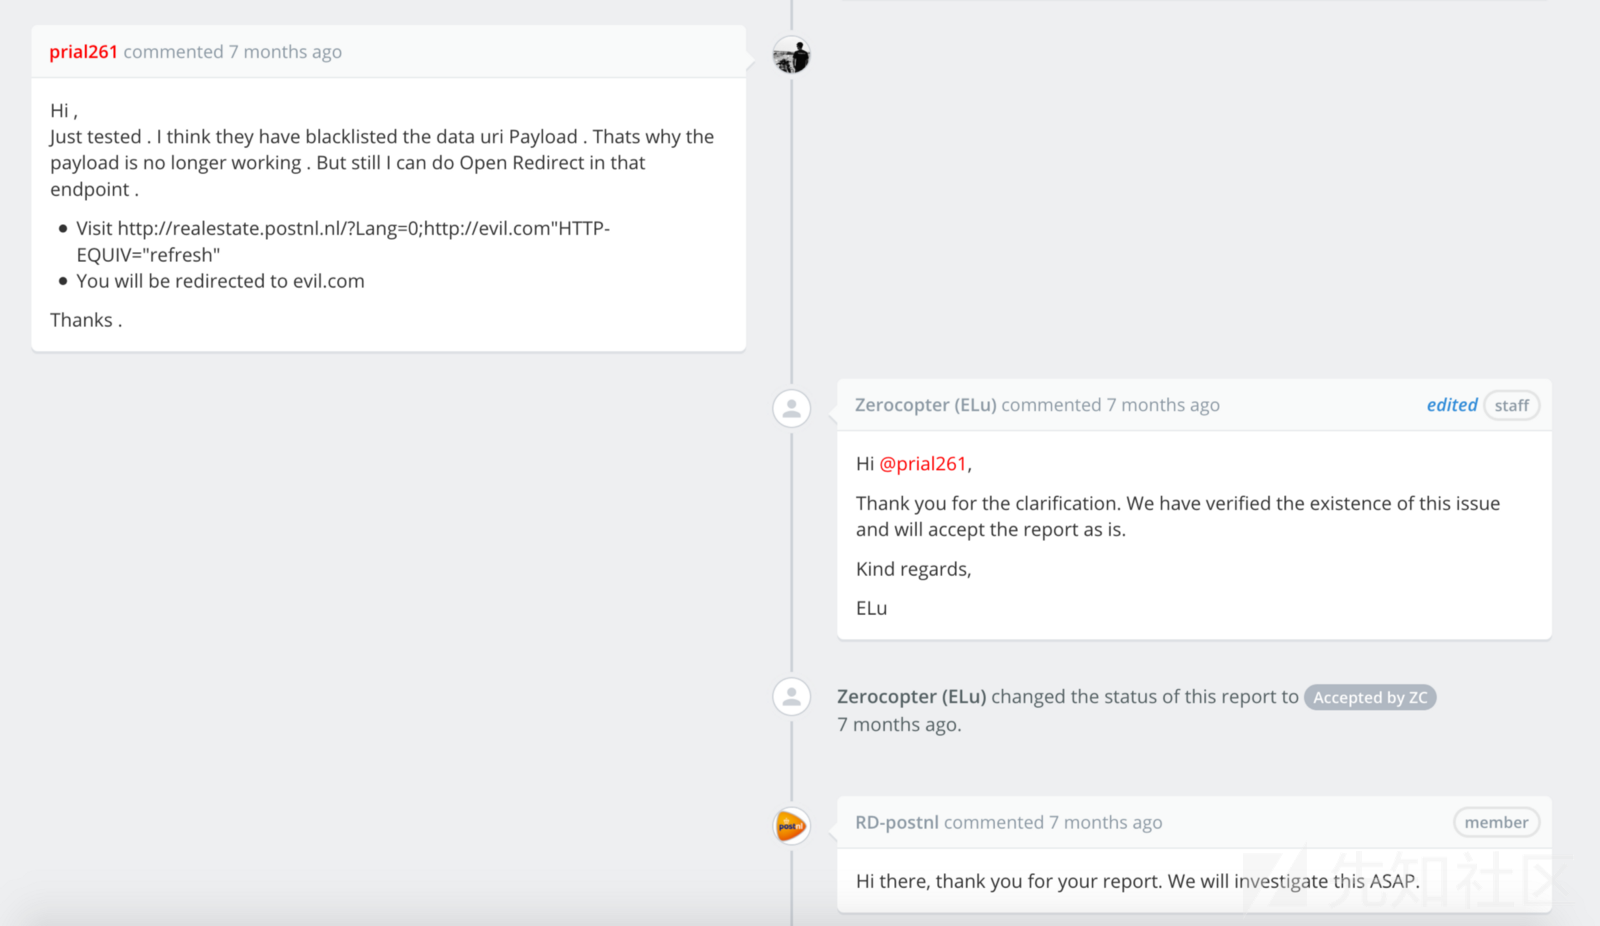 prial261 commented 7 months ago
Hi ,
Just tested . I think they have blacklisted the data uri Payload . Thats why the
payload is no longer working . But still I can do Open Redirect in that
endpoint .
• Visit http://realestate.postnl.nl/?Lang=0;http://evil.com"HTTP-
EQUIV="refresh"
• You will be redirected to evil.com
Thanks .
Zerocopter (ELu) commented 7 months ago edited staff
Hi @prial261,
Thank you for the clarification. We have verified the existence of this issue
and will accept the report as is.
Kind regards,
ELu
Zerocopter (ELu) changed the status of this report to Accepted by ZC
7 months ago.
postnl
RD-postnl commented 7 months ago member
Hi there, thank you for your report. We will investigate this ASAP.
先知社区